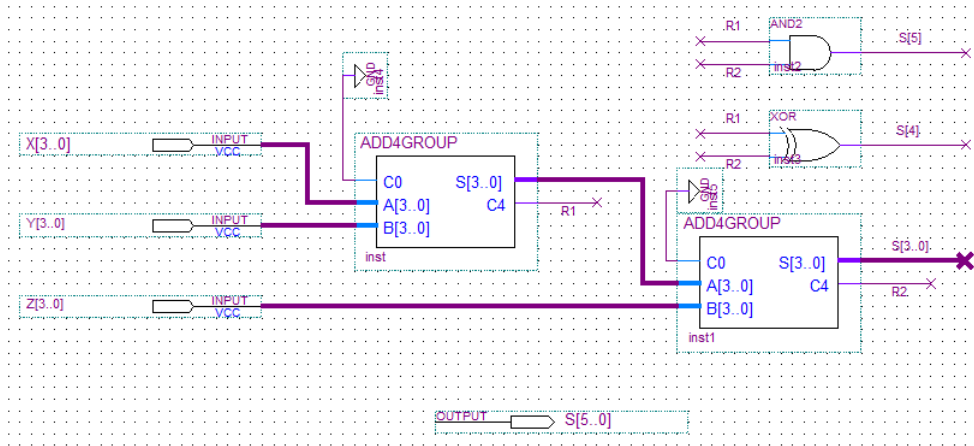 R1
AND2
S[5]
R2
inst2
GND
inst4
R1
XOR
S[4]
R2
inst3
X[3..0]
INPUT
VCC
ADD4GROUP
C0
S[3..0]
A[3..0]
C4
B[3..0]
R1
inst
Y[3..0]
INPUT
VCC
GND
inst5
ADD4GROUP
C0
S[3..0]
A[3..0]
C4
B[3..0]
S[3..0]
R2
inst1
Z[3..0]
INPUT
VCC
OUTPUT
S[5..0]